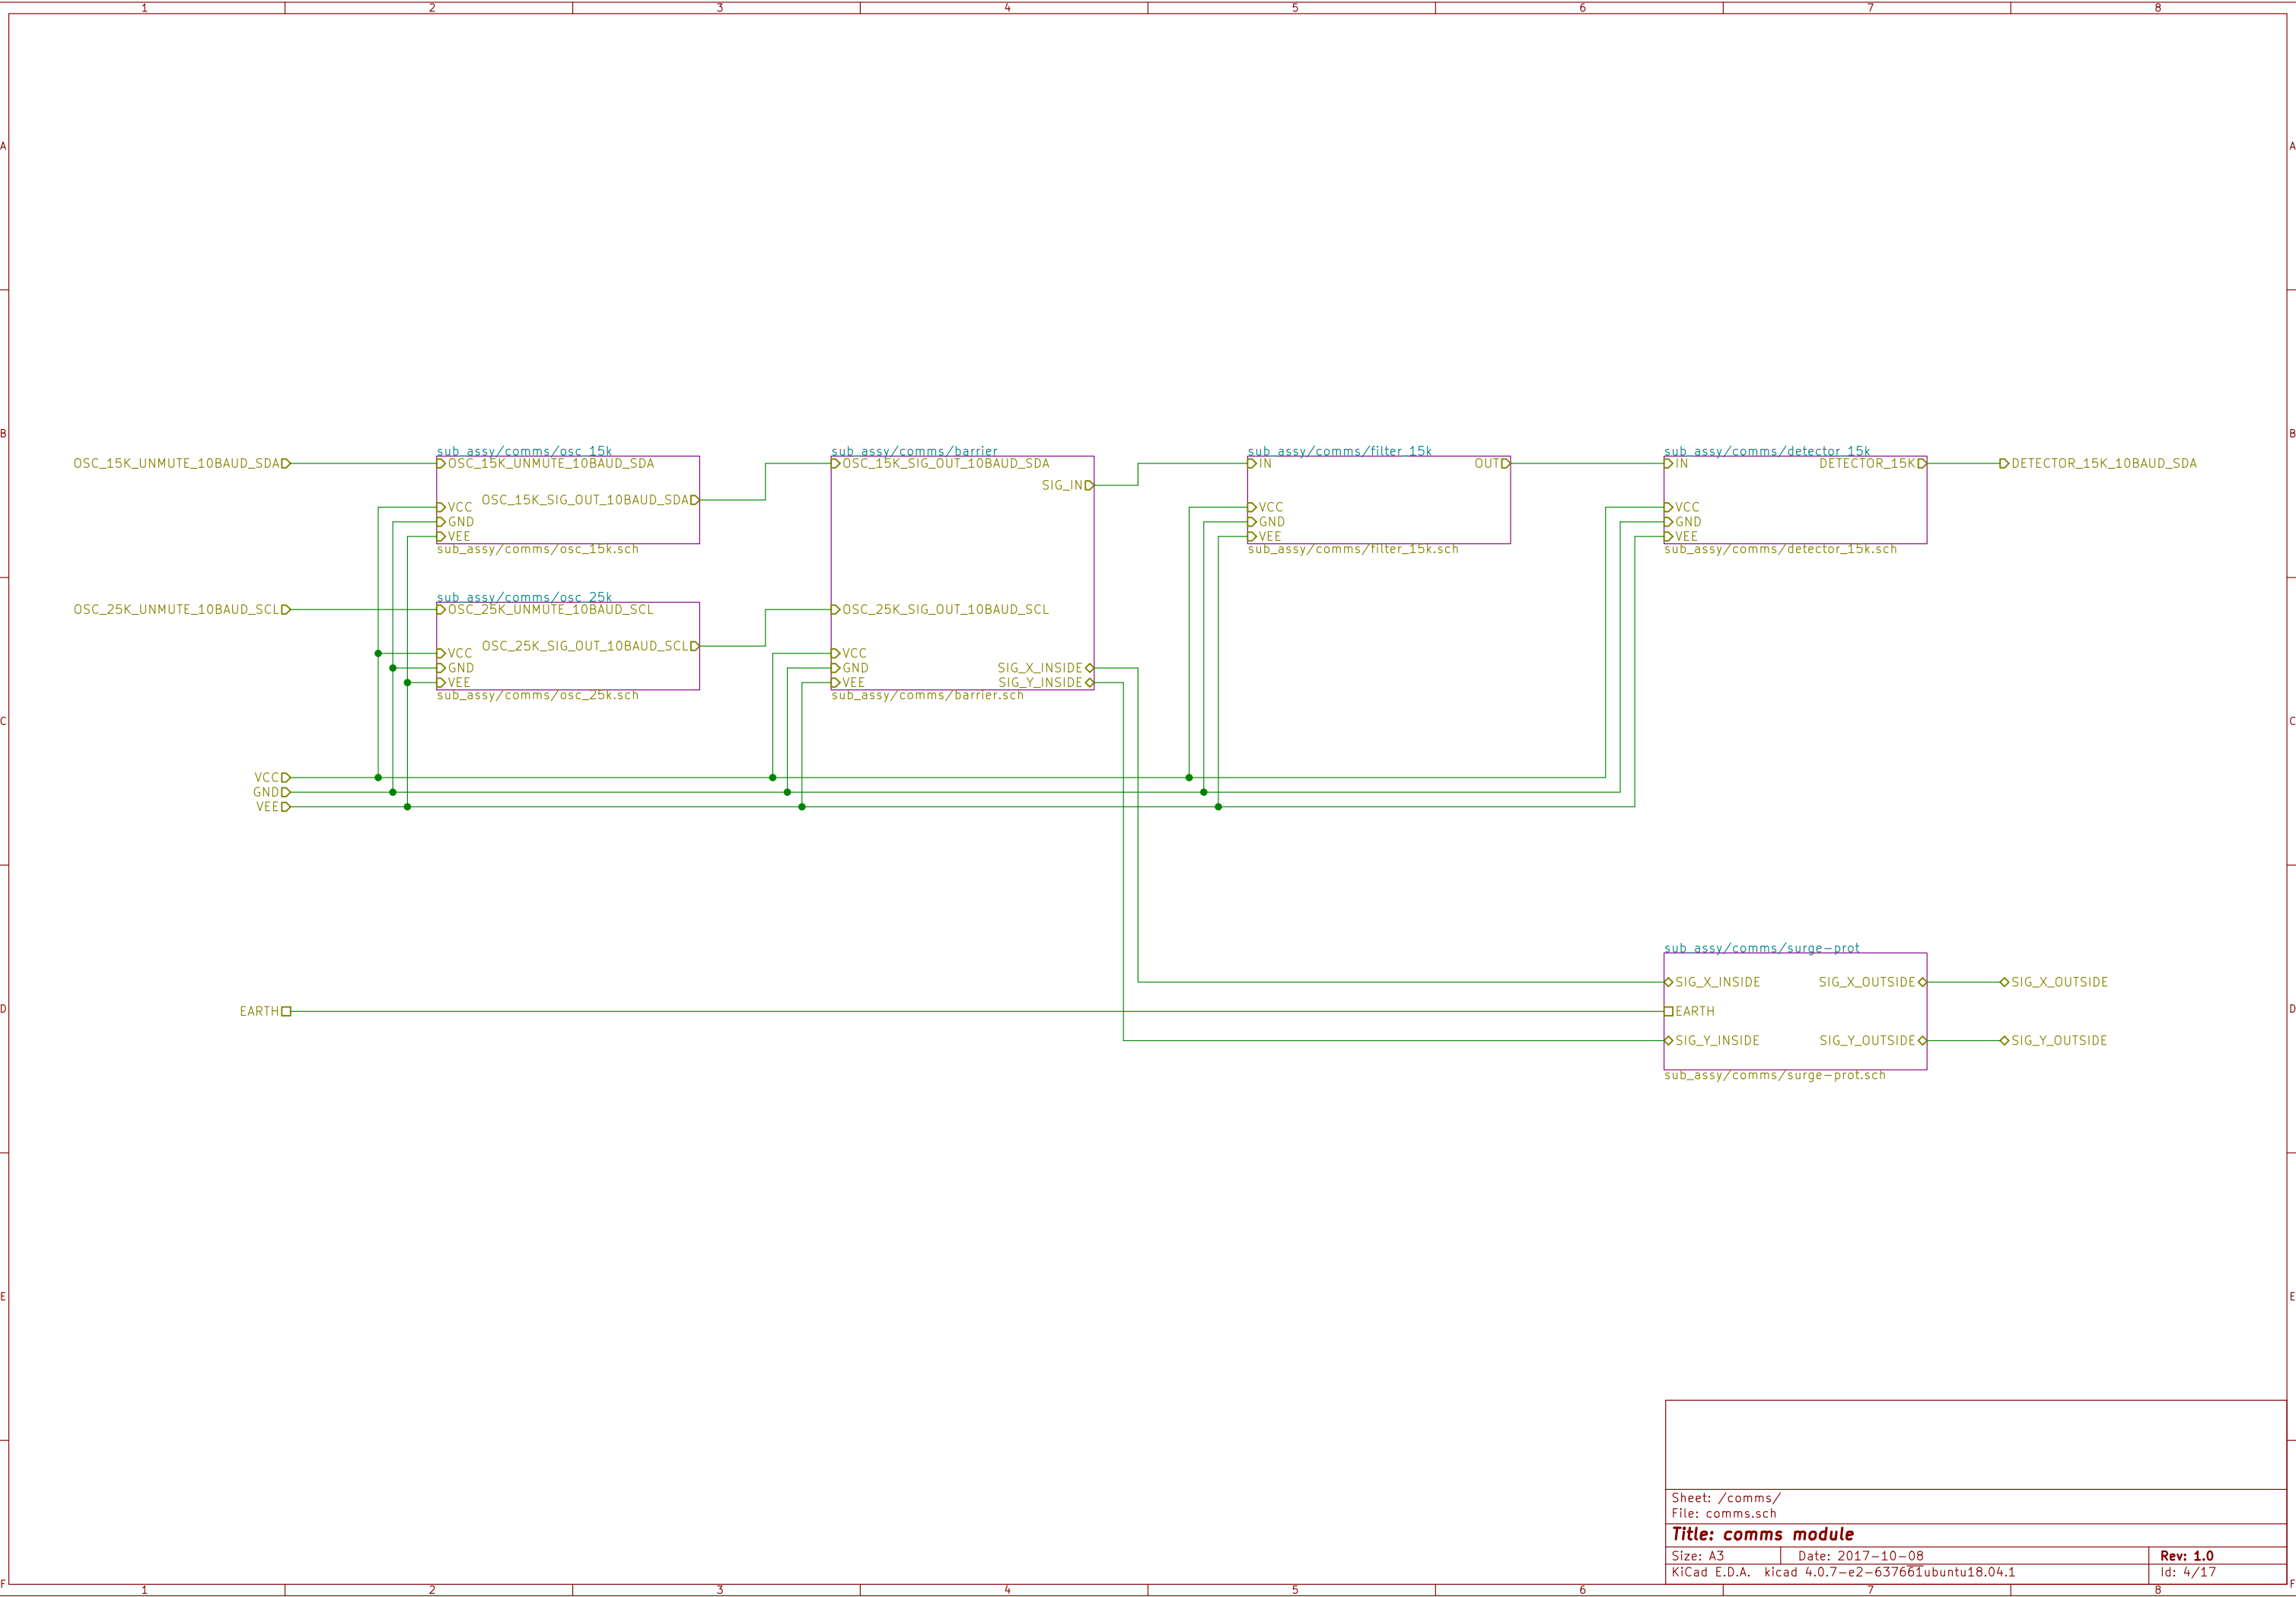 1 2 3 4 5 6 7 8
A A
B B
sub_assy/comms/osc_15k sub_assy/comms/barrier sub_assy/comms/filter_15k sub_assy/comms/detector_15k
OSC_15K_UNMUTE_10BAUD_SDA OSC_15K_UNMUTE_10BAUD_SDA OSC_15K_SIG_OUT_10BAUD_SDA IN OUT IN DETECTOR_15K DETECTOR_15K_10BAUD_SDA
SIG_IN
OSC_15K_SIG_OUT_10BAUD_SDA
VCC VCC VCC
GND GND GND
VEE VEE VEE
sub_assy/comms/osc_15k.sch sub_assy/comms/filter_15k.sch sub_assy/comms/detector_15k.sch
sub_assy/comms/osc_25k
OSC_25K_UNMUTE_10BAUD_SCL OSC_25K_UNMUTE_10BAUD_SCL OSC_25K_SIG_OUT_10BAUD_SCL
OSC_25K_SIG_OUT_10BAUD_SCL
VCC VCC
GND GND SIG_X_INSIDE
VEE VEE SIG_Y_INSIDE
sub_assy/comms/osc_25k.sch sub_assy/comms/barrier.sch
C C
VCC
GND
VEE
sub_assy/comms/surge-prot
SIG_X_INSIDE SIG_X_OUTSIDE SIG_X_OUTSIDE
D D
EARTH EARTH
SIG_Y_INSIDE SIG_Y_OUTSIDE SIG_Y_OUTSIDE
sub_assy/comms/surge-prot.sch
E E
Sheet: /comms/
File: comms.sch
Title: comms module
Size: A3 Date: 2017-10-08 Rev: 1.0
KiCad E.D.A. kicad 4.0.7-e2-637661ubuntu18.04.1 Id: 4/17
F F
1 2 3 4 5 6 7 8